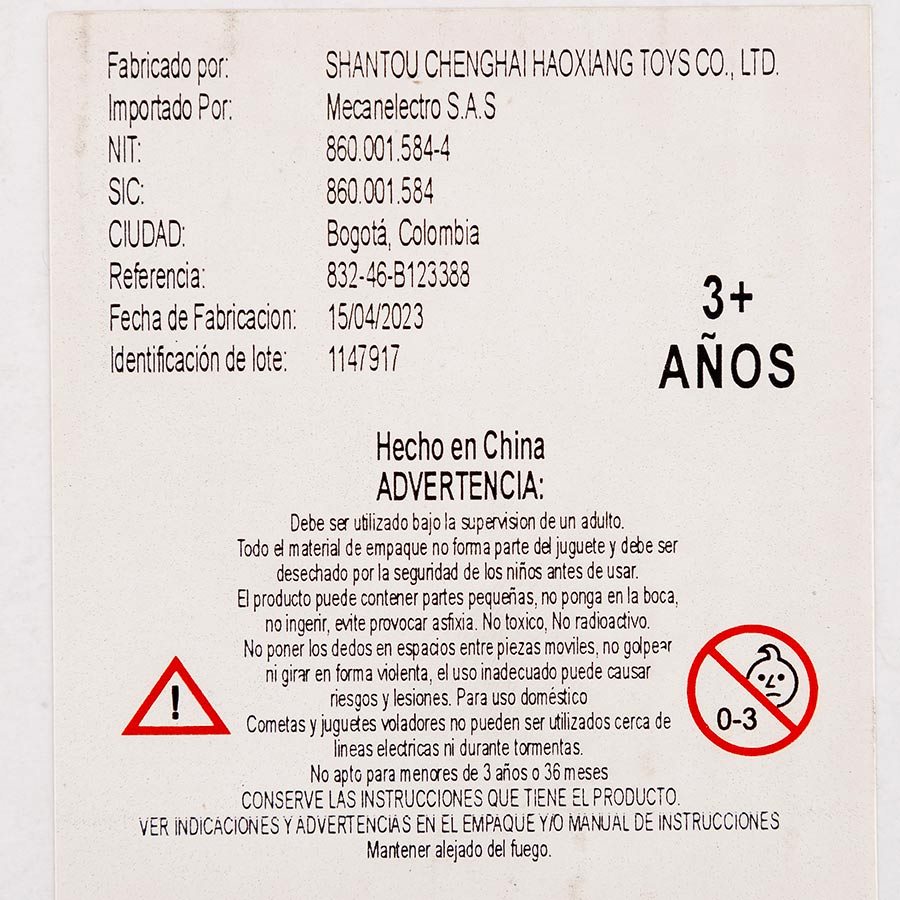 Fabricado por: SHANTOU CHENGHAI HAOXIANG TOYS CO., LTD.
Importado Por: Mecanelectro S.A.S
NIT: 860.001.584-4
SIC: 860.001.584
CIUDAD: Bogotá, Colombia
Referencia: 832-46-B123388
Fecha de Fabricacion: 15/04/2023
Identificación de lote: 1147917
3+
AÑOS
Hecho en China
ADVERTENCIA:
Debe ser utilizado bajo la supervision de un adulto.
Todo el material de empaque no forma parte del juguete y debe ser
desechado por la seguridad de los niños antes de usar.
El producto puede contener partes pequeñas, no ponga en la boca,
no ingerir, evite provocar asfixia. No toxico, No radioactivo.
No poner los dedos en espacios entre piezas moviles, no golpear
ni girar en forma violenta, el uso inadecuado puede causar
riesgos y lesiones. Para uso doméstico
Cometas y juguetes voladores no pueden ser utilizados cerca de
lineas electricas ni durante tormentas.
No apto para menores de 3 años o 36 meses
CONSERVE LAS INSTRUCCIONES QUE TIENE EL PRODUCTO.
VER INDICACIONES Y ADVERTENCIAS EN EL EMPAQUE Y/O MANUAL DE INSTRUCCIONES
Mantener alejado del fuego.
!
0-3